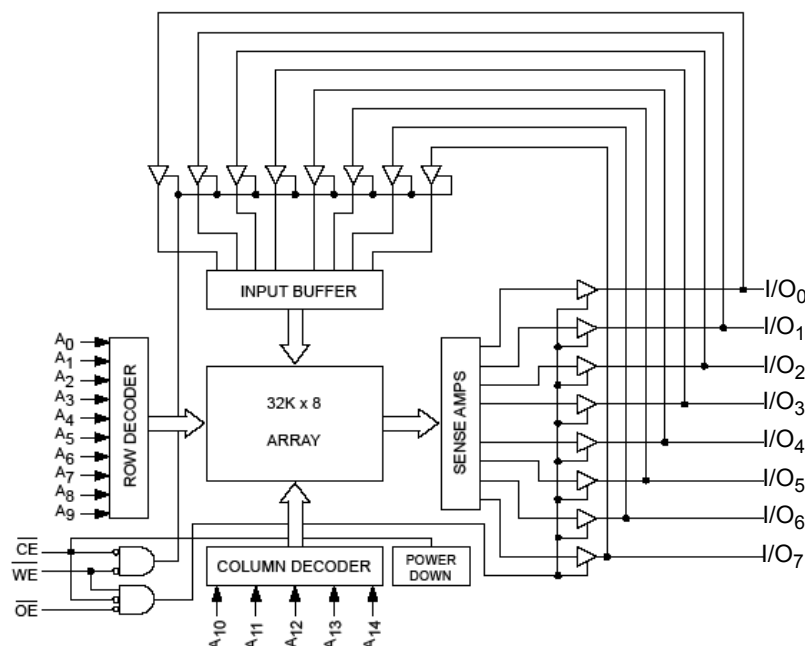 INPUT BUFFER
I/O0
I/O1
I/O2
I/O3
I/O4
I/O5
I/O6
I/O7
A0
A1
A2
A3
A4
A5
A6
A7
A8
A9
ROW DECODER
32K x 8
ARRAY
SENSE AMPS
CE
WE
OE
COLUMN DECODER
POWER
DOWN
A10
A11
A12
A13
A14